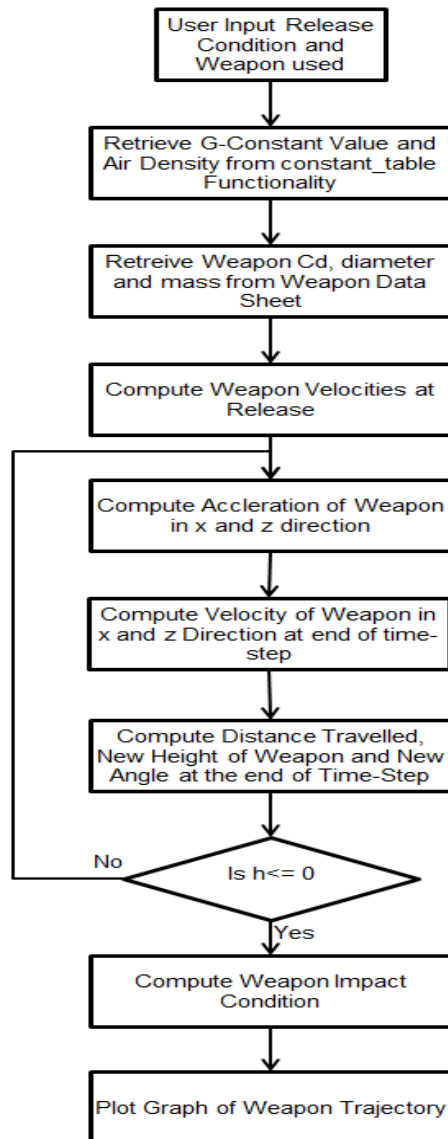 User Input Release
Condition and
Weapon used
Retrieve G-Constant Value and
Air Density from constant_table
Functionality
Retreive Weapon Cd, diameter
and mass from Weapon Data
Sheet
Compute Weapon Velocities at
Release
Compute Accleration of Weapon
in x and z direction
Compute Velocity of Weapon in
x and z Direction at end of time-
step
Compute Distance Travelled,
New Height of Weapon and New
Angle at the end of Time-Step
No
Is h<= 0
Yes
Compute Weapon Impact
Condition
Plot Graph of Weapon Trajectory